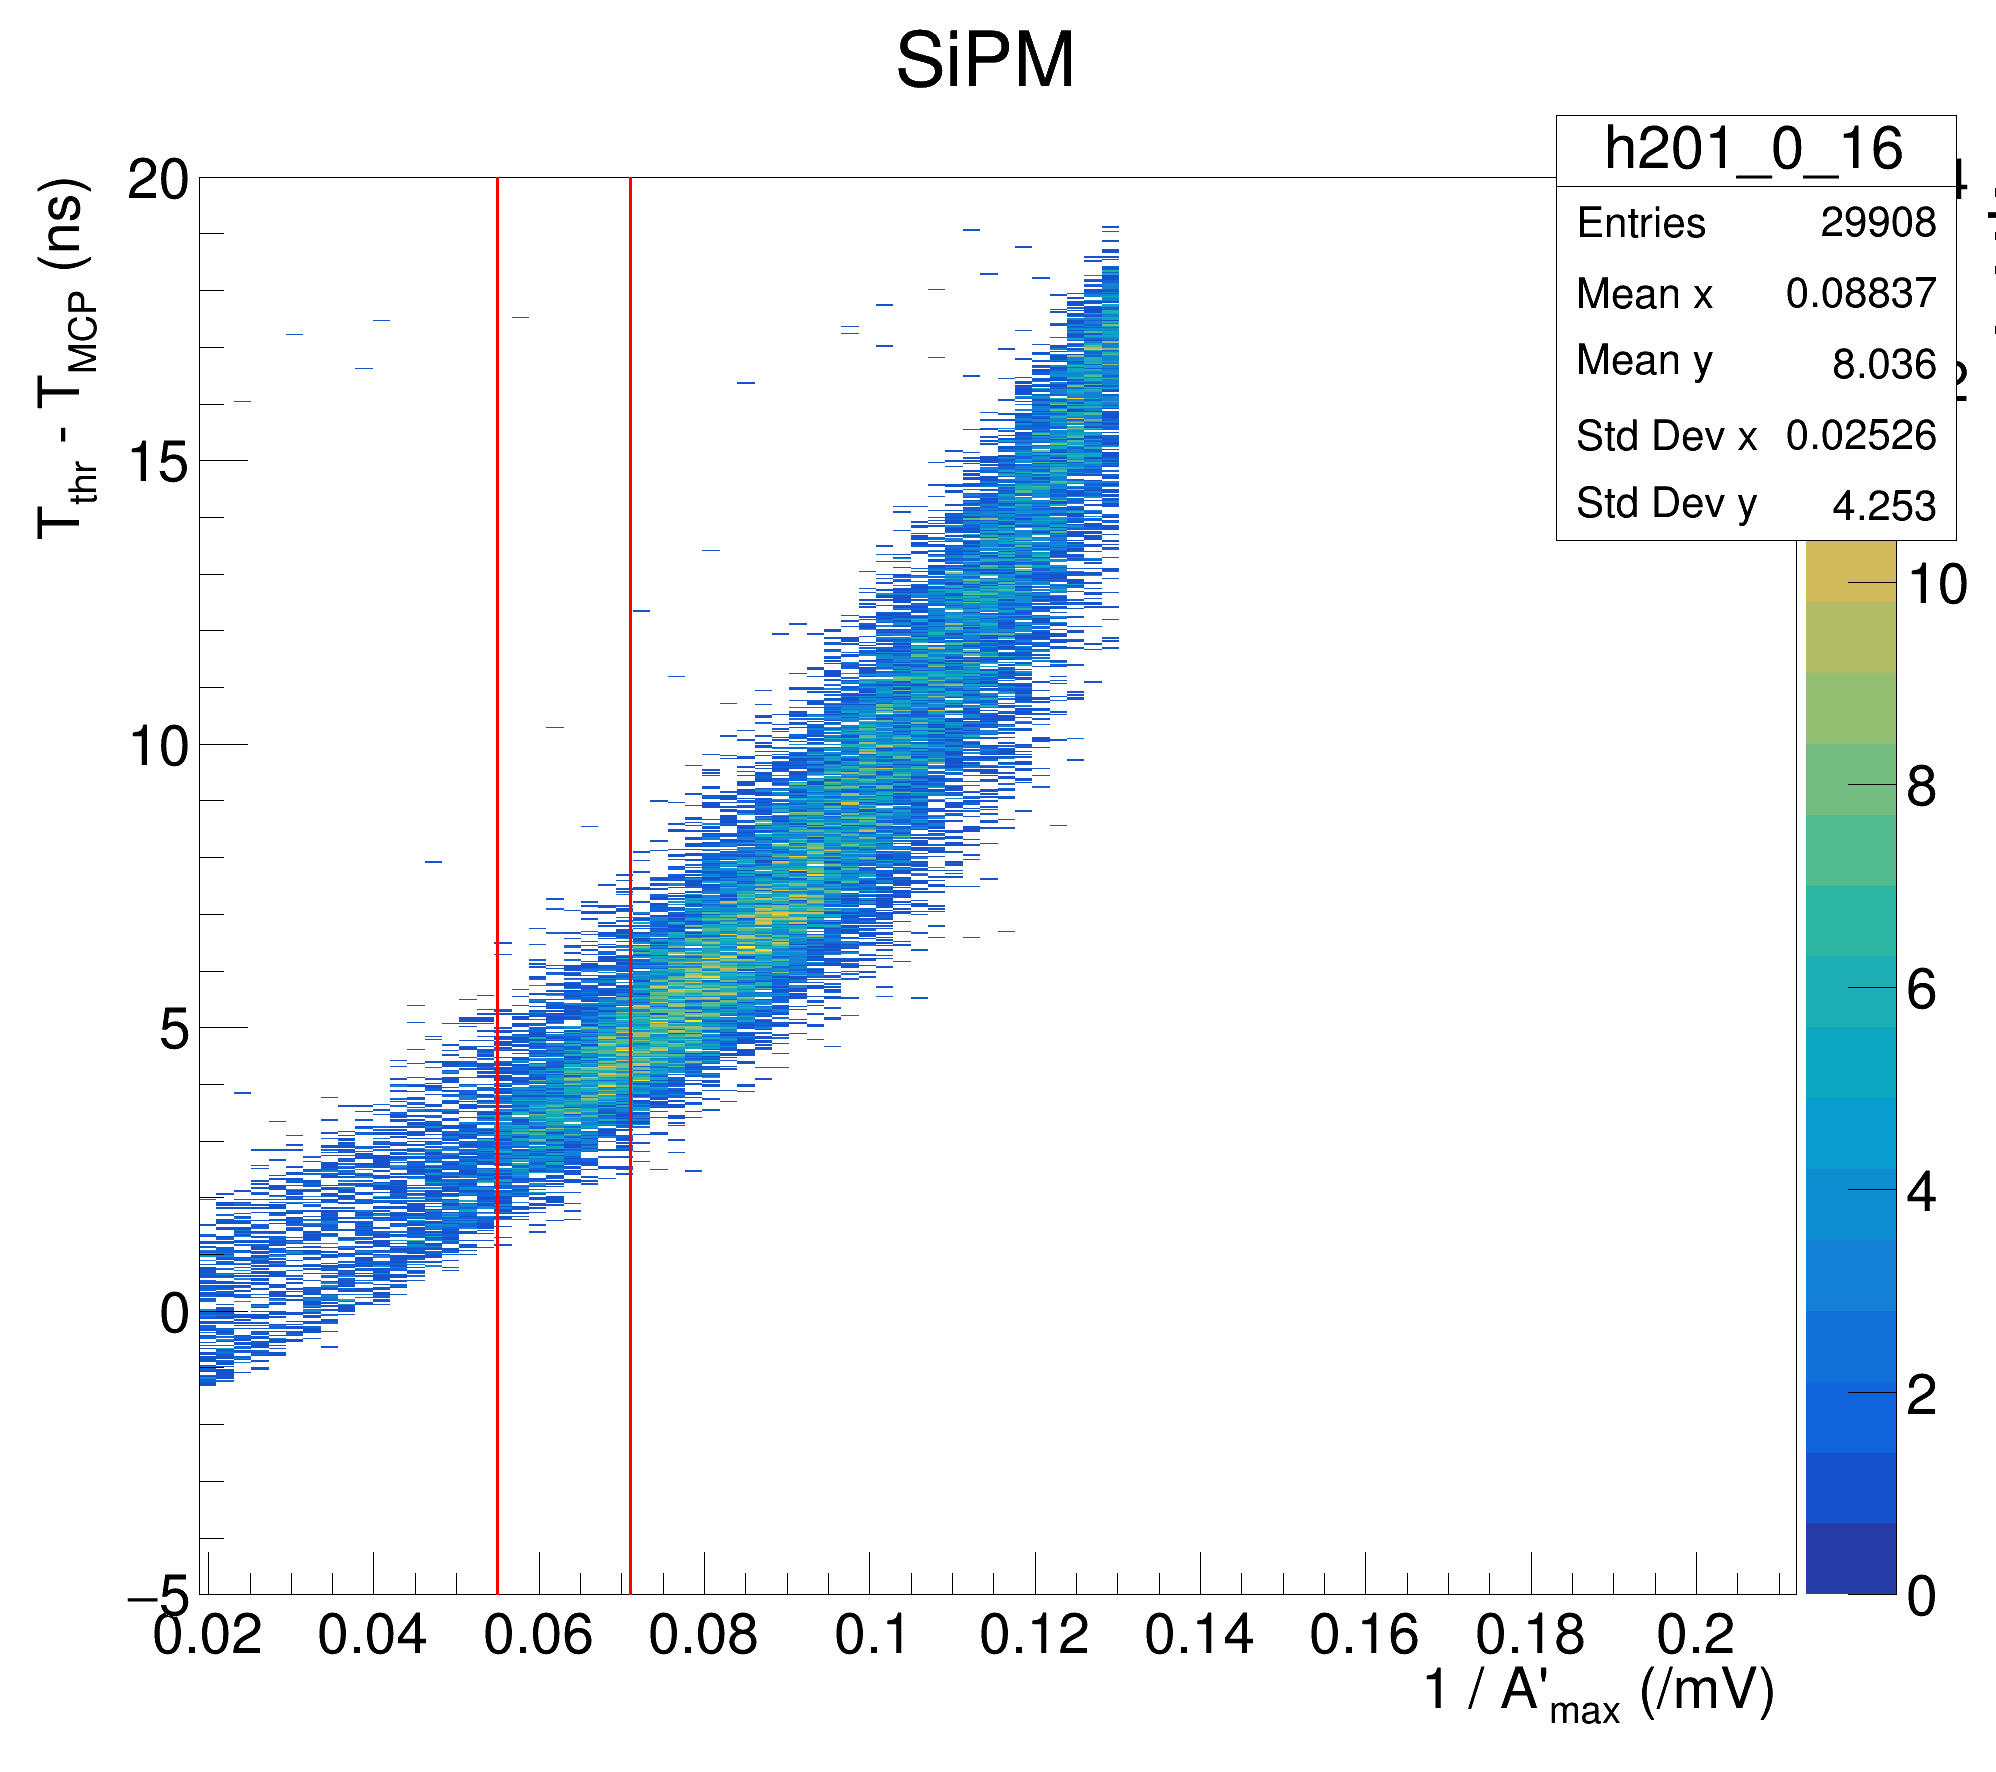 SiPM
h201_0_16
Entries 29908
Mean x 0.08837
Mean y 8.036
Std Dev x 0.02526
Std Dev y 4.253
T_thr - T_MCP (ns)
20
15
10
5
0
−5
0.02 0.04 0.06 0.08 0.1 0.12 0.14 0.16 0.18 0.2
1 / A'_max (/mV)
10
8
6
4
2
0